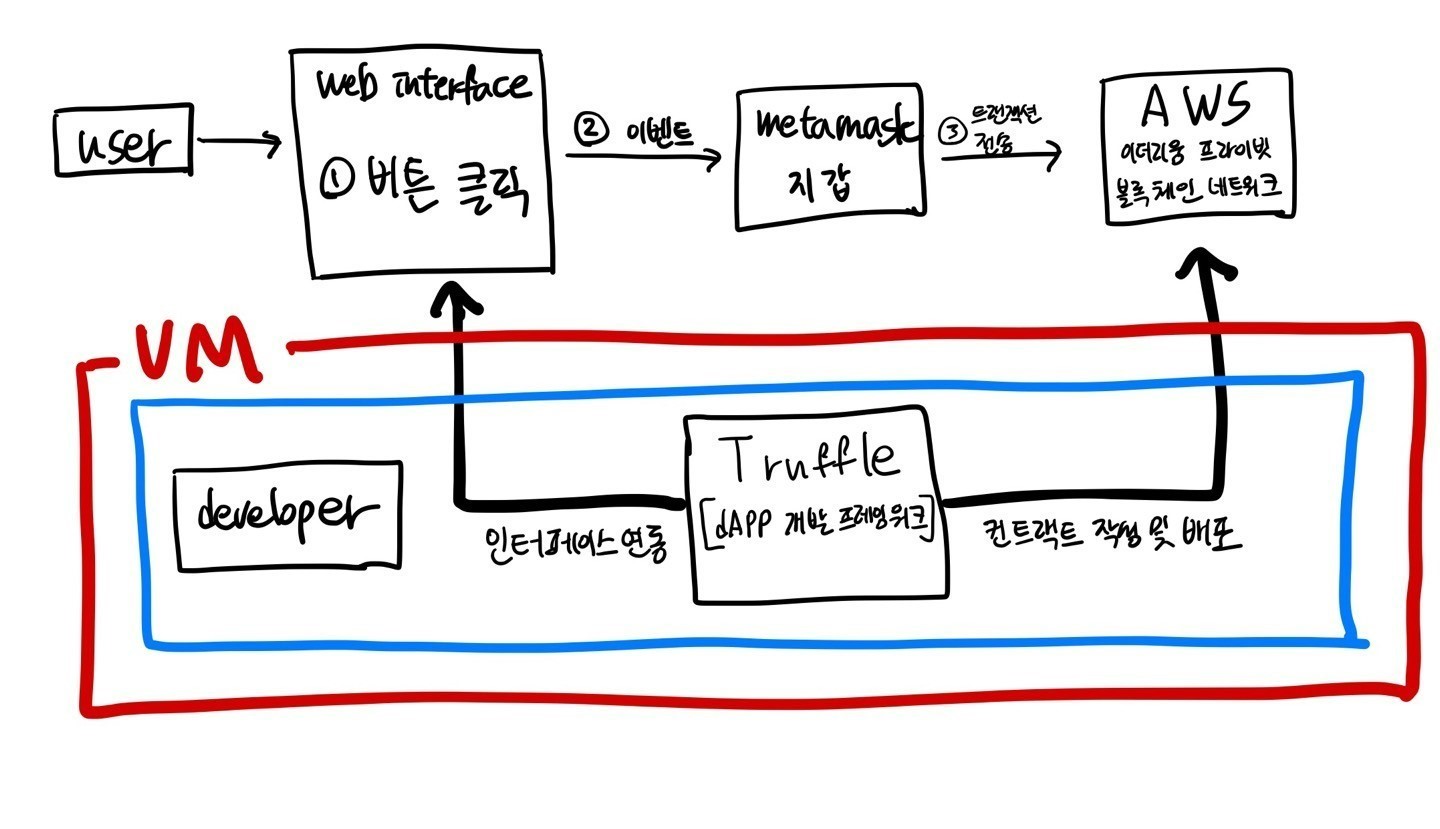 user
web interface
① 버튼 클릭
② 이벤트
metamask
지갑
③ 트랜잭션
전송
AWS
이더리움 프라이빗
블록체인 네트워크
VM
developer
인터페이스 연동
Truffle
[dAPP 개발 프레임워크]
컨트랙트 작성 및 배포